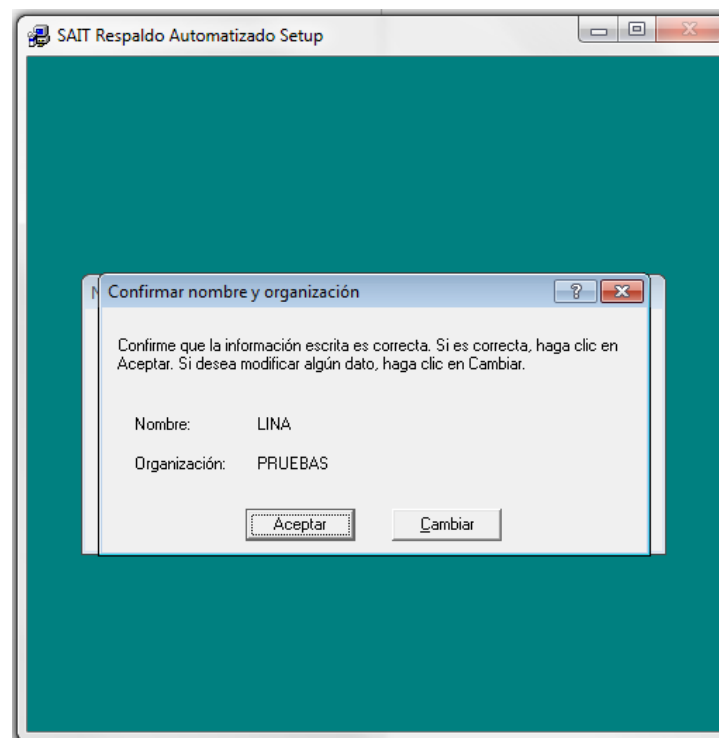 SAIT Respaldo Automatizado Setup
N
Confirmar nombre y organización
Confirme que la información escrita es correcta. Si es correcta, haga clic en
Aceptar. Si desea modificar algún dato, haga clic en Cambiar.
Nombre: LINA
Organización: PRUEBAS
Aceptar Cambiar